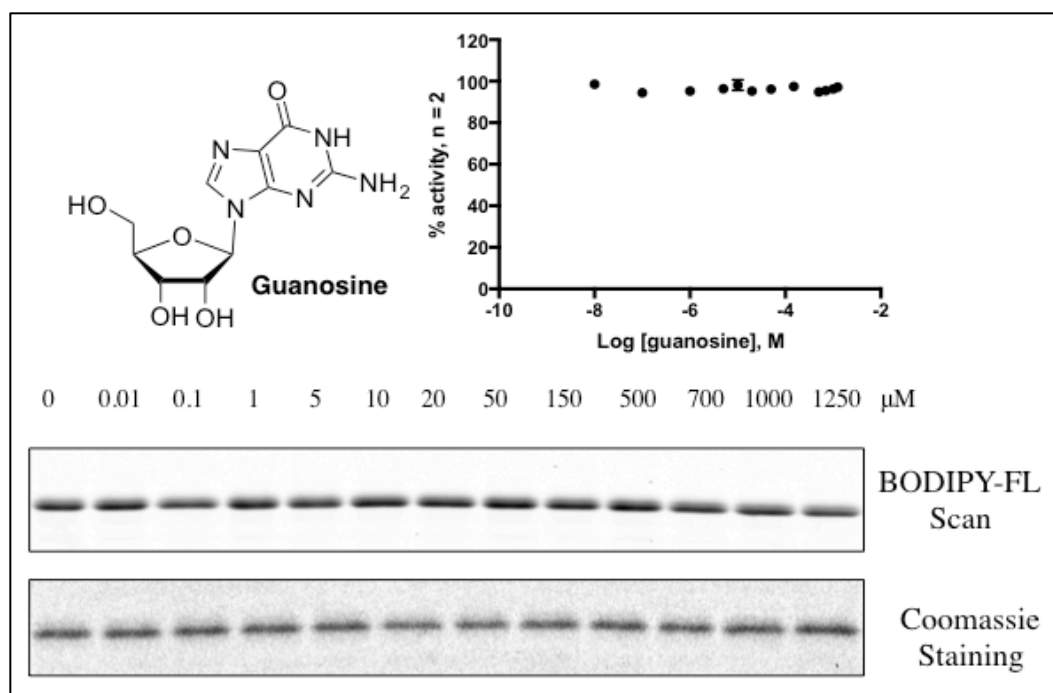 O
N
NH
N
N
NH2
HO
O
OH OH
Guanosine
% activity, n = 2
120
100
80
60
40
20
0
-10 -8 -6 -4 -2
Log [guanosine], M
0 0.01 0.1 1 5 10 20 50 150 500 700 1000 1250 µM
BODIPY-FL
Scan
Coomassie
Staining